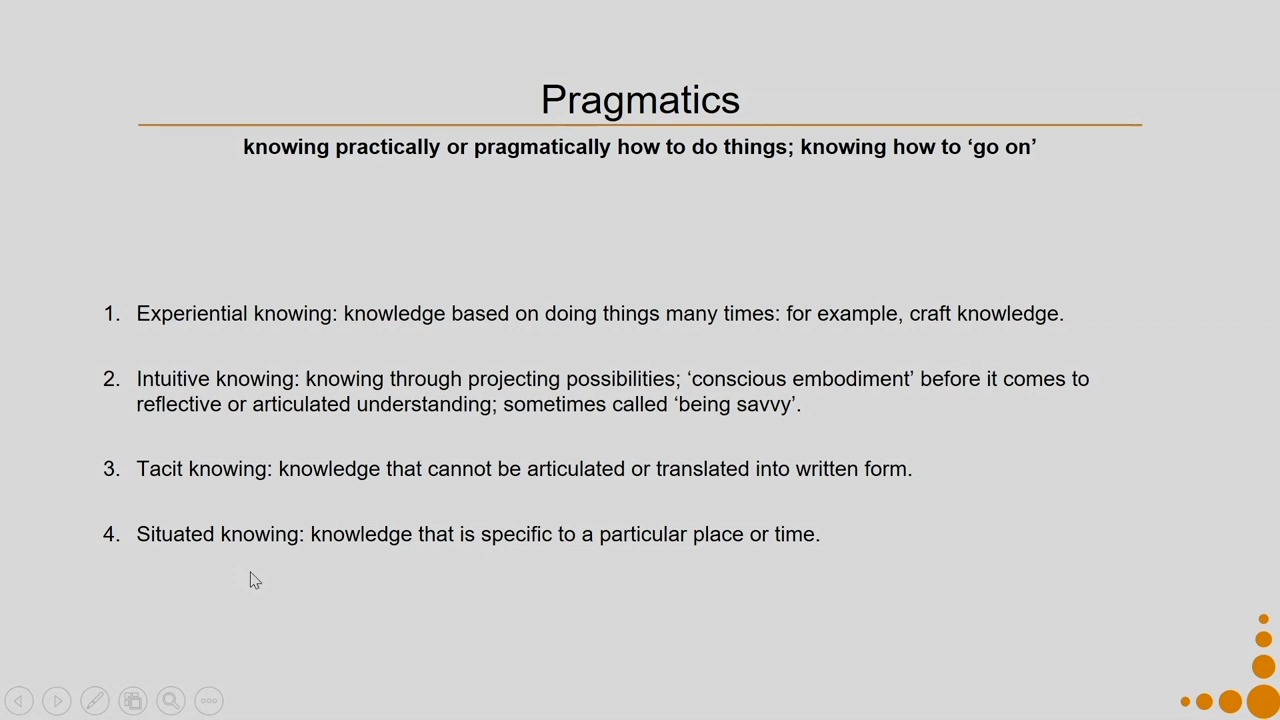 Pragmatics
knowing practically or pragmatically how to do things; knowing how to ‘go on’
1. Experiential knowing: knowledge based on doing things many times: for example, craft knowledge.
2. Intuitive knowing: knowing through projecting possibilities; ‘conscious embodiment’ before it comes to
reflective or articulated understanding; sometimes called ‘being savvy’.
3. Tacit knowing: knowledge that cannot be articulated or translated into written form.
4. Situated knowing: knowledge that is specific to a particular place or time.